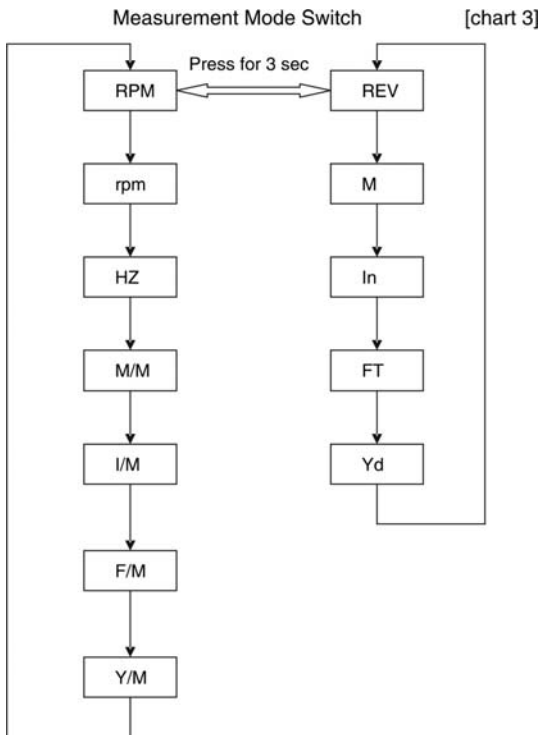 Measurement Mode Switch [chart 3]
Press for 3 sec
RPM
rpm
HZ
M/M
I/M
F/M
Y/M
REV
M
In
FT
Yd